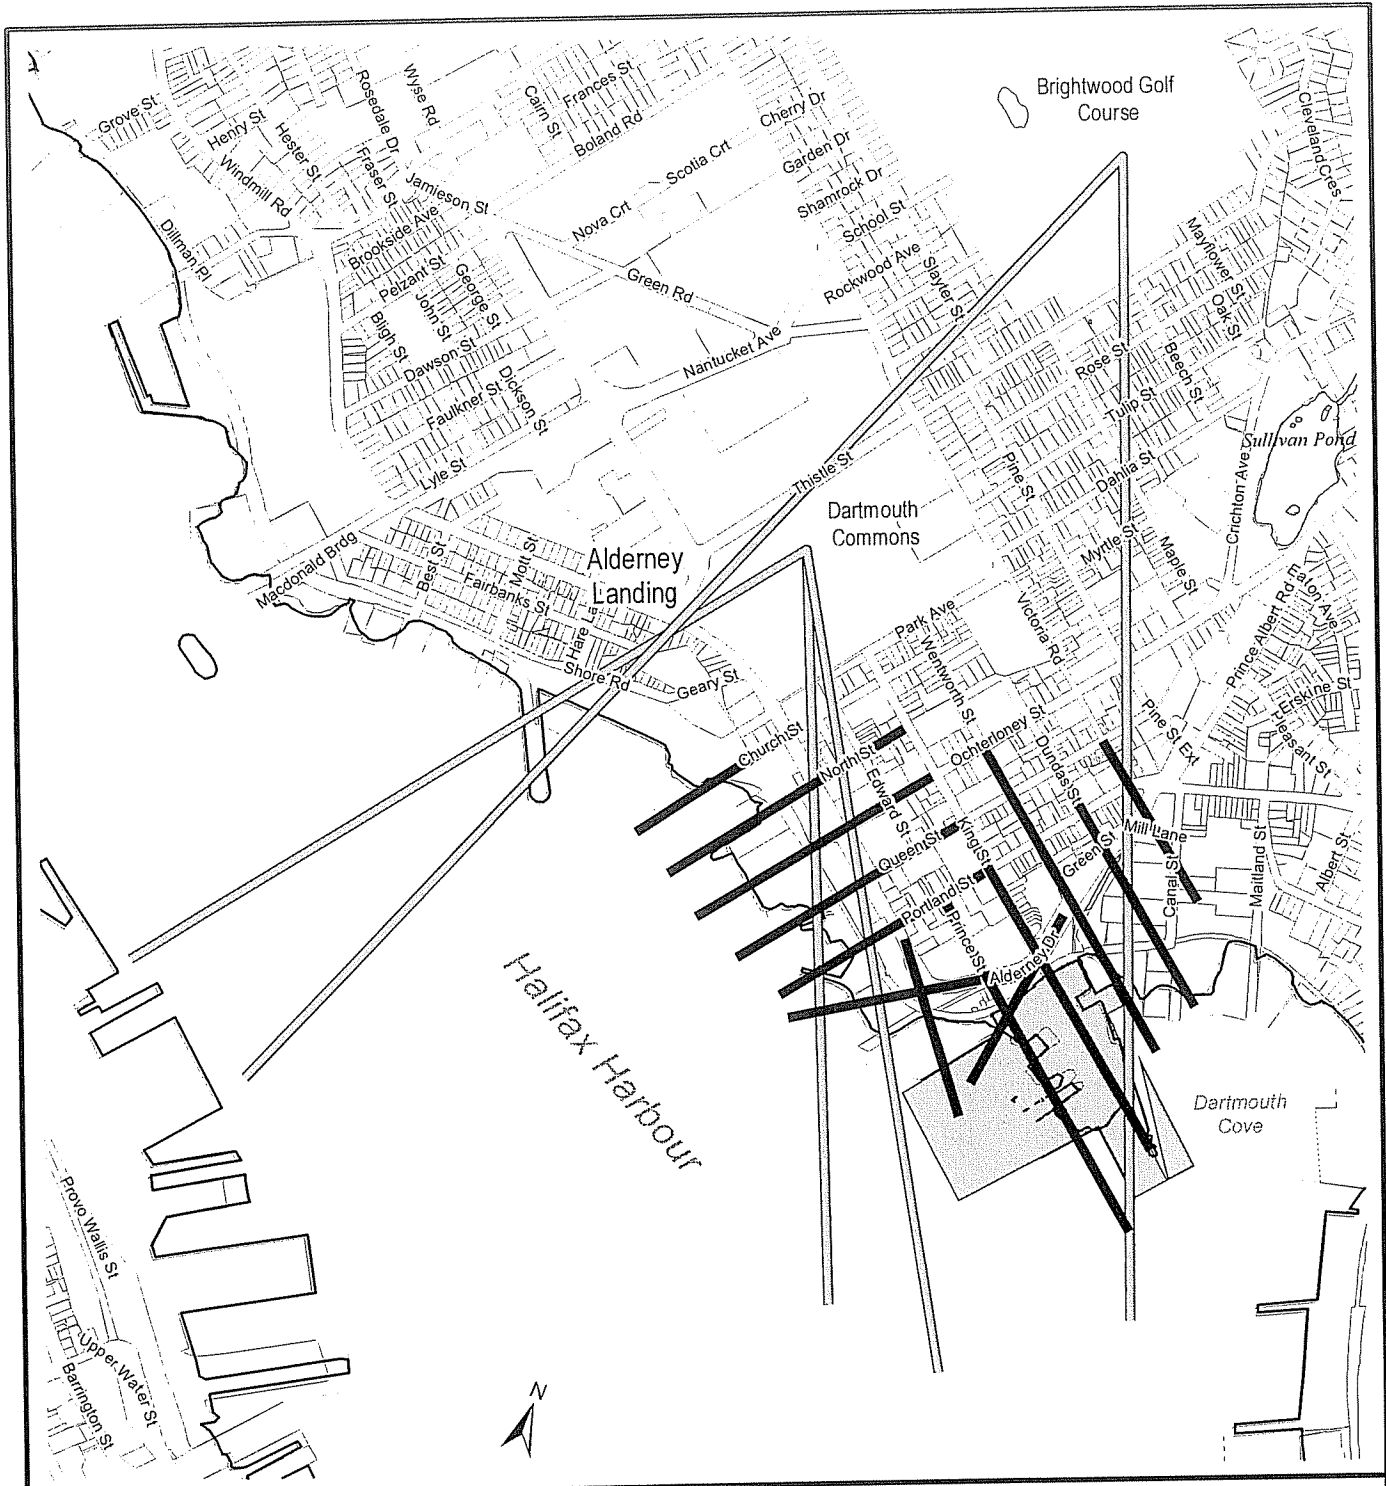 Brightwood Golf
Course
Grove St
Henry St
Hester St
Rosedale Dr
Wyse Rd
Cairn St
Frances St
Boland Rd
Cherry Dr
Cleveland Cres
Windmill Rd
Fraser St
Jamieson St
Scotia Crt
Garden Dr
Shamrock Dr
School St
Nova Crt
Dillman Pl
Brookside Ave
Pelzant St
George St
John St
Bligh St
Green Rd
Rockwood Ave
Slayter St
Mayflower St
Oak St
Dawson St
Nantucket Ave
Rose St
Beech St
Faulkner St
Dickson St
Tulip St
Sullivan Pond
Lyle St
Thistle St
Pine St
Dahlia St
Crichton Ave
Dartmouth
Commons
Macdonald Brdg
Best St
Mott St
Fairbanks St
Alderney
Landing
Myrtle St
Maple St
Eaton Ave
Prince Albert Rd
Hare
Shore Rd
Geary St
Park Ave
Wentworth St
Victoria Rd
Erskine St
Pleasant St
Church St
North St
Ochterloney St
Pine St Ext
Dundas St
Edward St
Queen St
King St
Green St
Mill Lane
Canal St
Maitland St
Albert St
Portland St
Prince St
Alderney Dr
Halifax Harbour
Dartmouth
Cove
Provo Wallis St
Upper Water St
Barrington St
N